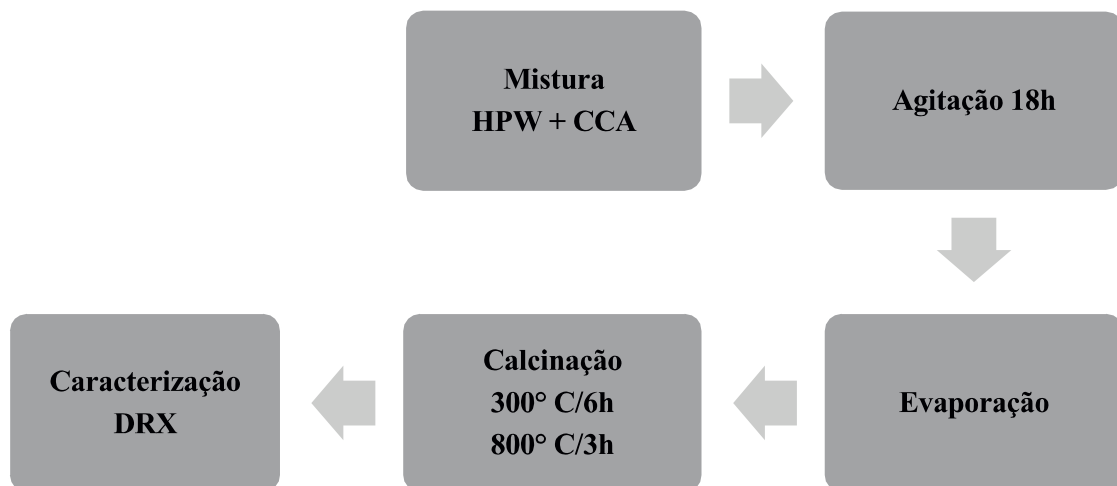 Mistura
HPW + CCA
Agitação 18h
Evaporação
Calcinação
300° C/6h
800° C/3h
Caracterização
DRX